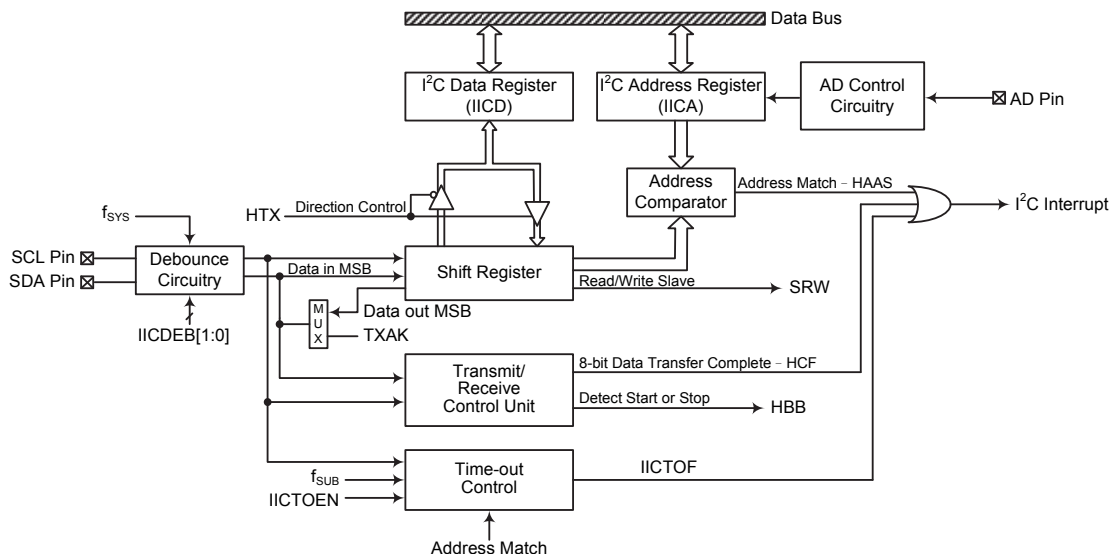 Data Bus
I²C Data Register
(IICD)
I²C Address Register
(IICA)
AD Control
Circuitry
AD Pin
Address
Comparator
Address Match - HAAS
I²C Interrupt
HTX
Direction Control
fSYS
SCL Pin
SDA Pin
Debounce
Circuitry
IICDEB[1:0]
Data in MSB
Shift Register
Read/Write Slave
SRW
MUX
Data out MSB
TXAK
Transmit/
Receive
Control Unit
8-bit Data Transfer Complete - HCF
Detect Start or Stop
HBB
fSUB
IICTOEN
Time-out
Control
IICTOF
Address Match